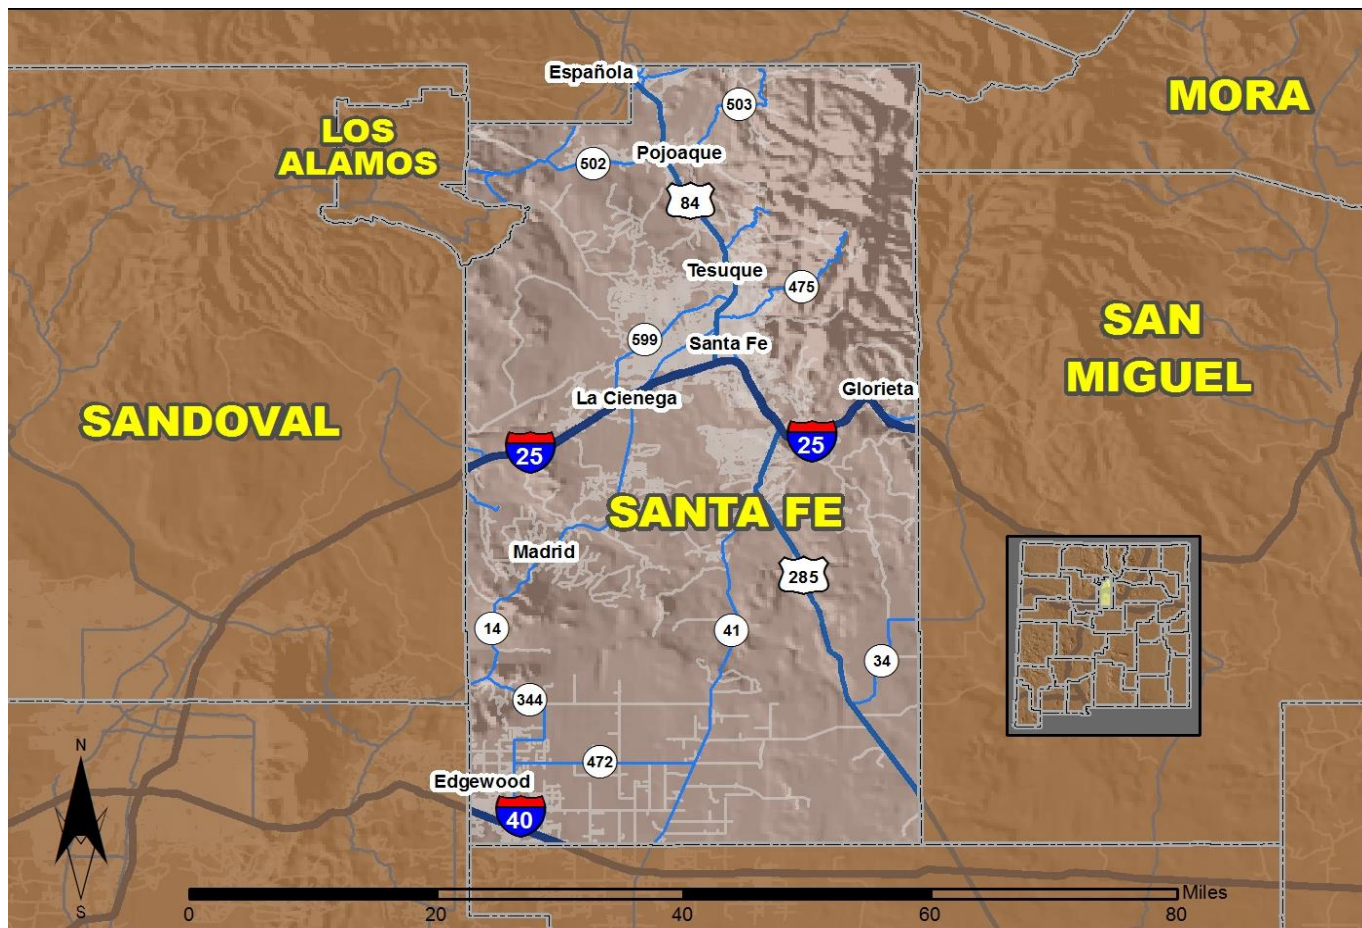 Española
MORA
503
LOS
ALAMOS
Pojoaque
502
84
Tesuque
475
SAN
MIGUEL
599
Santa Fe
Glorieta
La Cienega
SANDOVAL
25
25
SANTA FE
Madrid
285
14
41
34
344
N
472
Edgewood
40
Miles
S
0
20
40
60
80